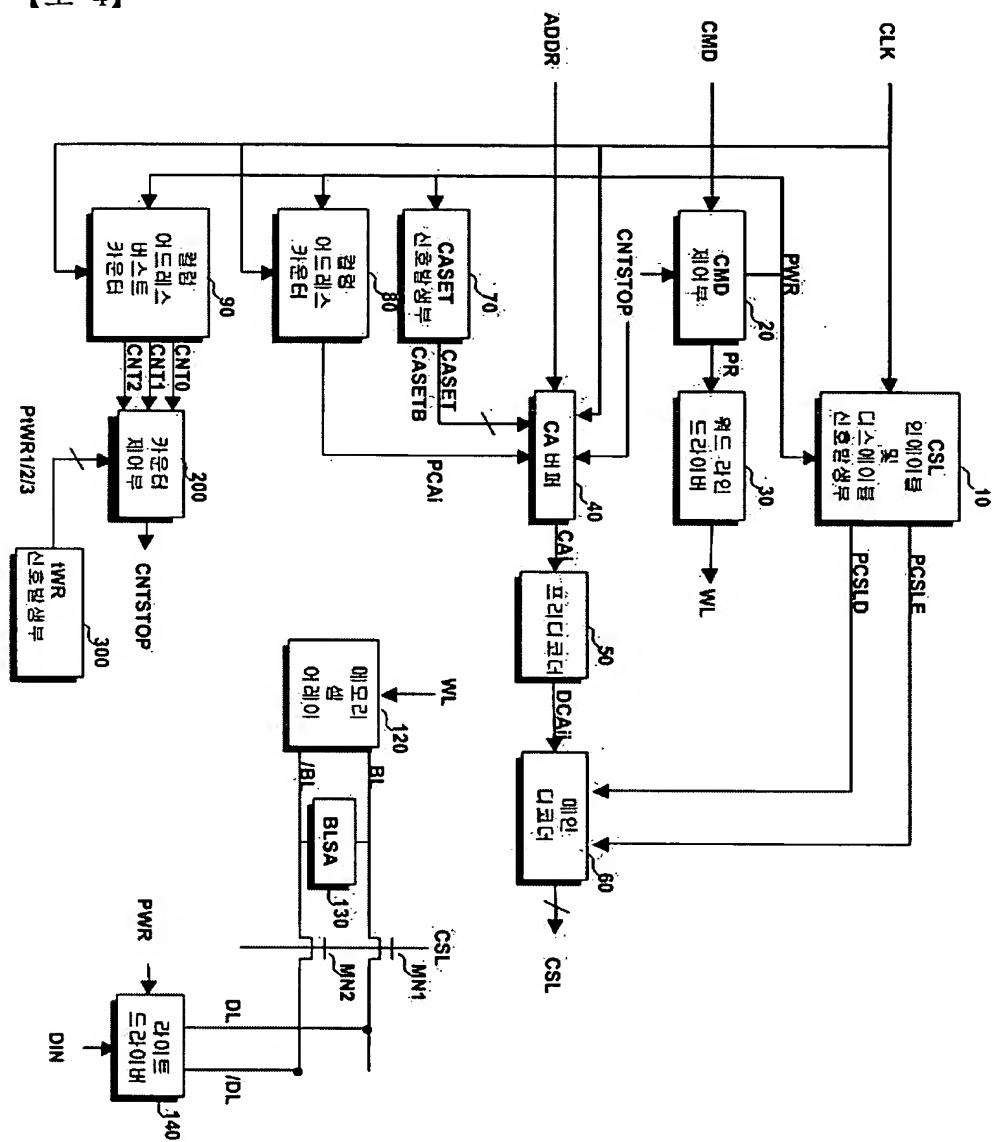 【도 4】
CLK
CMD
ADDR
CSL
인에이블
및
디스에이블
신호발생부
10
PCSLE
PCSLD
PWR
CMD
제어부
20
PR
워드 라인
드라이버
30
WL
CNTSTOP
CA 버퍼
40
CAi
프리디코더
50
DCAij
메인
디코더
60
CSL
CASET
신호발생부
70
CASET
CASETB
컬럼
어드레스
카운터
80
PCAi
컬럼
어드레스
버스트
카운터
90
CNT0
CNT1
CNT2
카운터
제어부
200
CNTSTOP
PtWR1/2/3
tWR
신호발생부
300
WL
메모리
셀
어레이
120
BL
/BL
BLSA
130
CSL
MN1
MN2
DL
/DL
PWR
DIN
라이트
드라이버
140